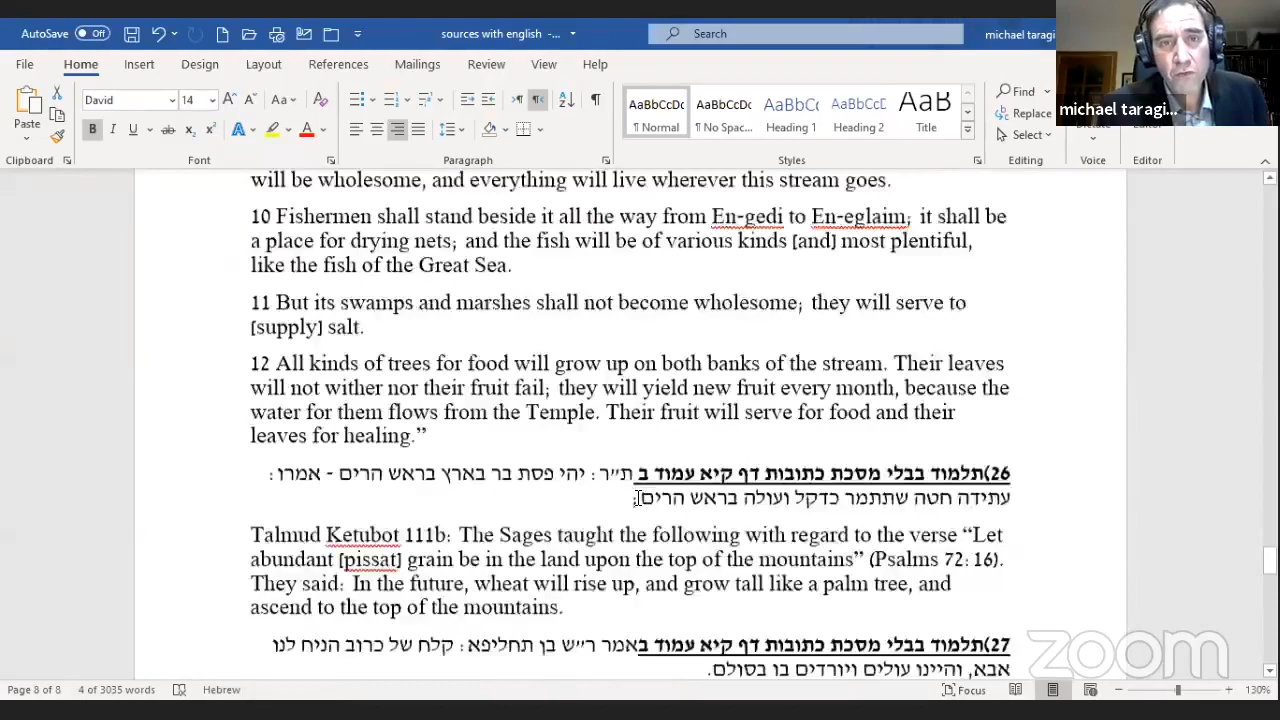 AutoSave Off sources with english - Search michael taragi
File Home Insert Design Layout References Mailings Review View Help
michael taragi...
David 14 Aa AaBbCcDc AaBbCcDc AaBbCc AaBbCcD AaB Find
Paste ¶ Normal ¶ No Spac... Heading 1 Heading 2 Title Replace
B I U ab x₂ x² A A Select Dictate Editor
Clipboard Font Paragraph Styles Editing Voice Editor
will be wholesome, and everything will live wherever this stream goes.
10 Fishermen shall stand beside it all the way from En-gedi to En-eglaim; it shall be
a place for drying nets; and the fish will be of various kinds [and] most plentiful,
like the fish of the Great Sea.
11 But its swamps and marshes shall not become wholesome; they will serve to
[supply] salt.
12 All kinds of trees for food will grow up on both banks of the stream. Their leaves
will not wither nor their fruit fail; they will yield new fruit every month, because the
water for them flows from the Temple. Their fruit will serve for food and their
leaves for healing.”
26)תלמוד בבלי מסכת כתובות דף קיא עמוד ב ת"ר: יהי פסת בר בארץ בראש הרים - אמרו:
עתידה חטה שתתמר כדקל ועולה בראש הרים;
Talmud Ketubot 111b: The Sages taught the following with regard to the verse “Let
abundant [pissat] grain be in the land upon the top of the mountains” (Psalms 72:16).
They said: In the future, wheat will rise up, and grow tall like a palm tree, and
ascend to the top of the mountains.
27)תלמוד בבלי מסכת כתובות דף קיא עמוד באמר ר"ש בן תחליפא: קלח של כרוב הניח לנו
אבא, והיינו עולים ויורדים בו בסולם.
zoom
Page 8 of 8 4 of 3035 words Hebrew Focus 130%